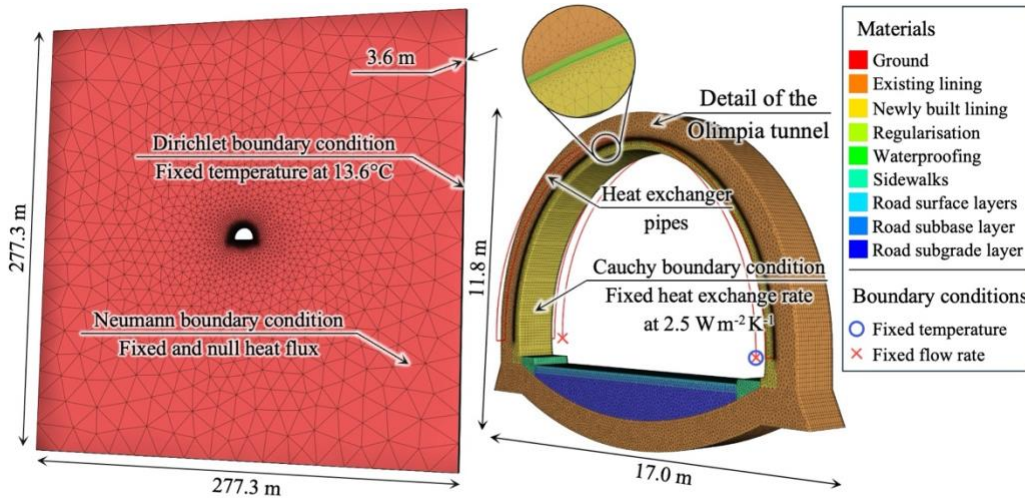 277.3 m
277.3 m
3.6 m
Dirichlet boundary condition
Fixed temperature at 13.6°C
Neumann boundary condition
Fixed and null heat flux
11.8 m
17.0 m
Detail of the
Olimpia tunnel
Heat exchanger
pipes
Cauchy boundary condition
Fixed heat exchange rate
at 2.5 W m⁻² K⁻¹
Materials
Ground
Existing lining
Newly built lining
Regularisation
Waterproofing
Sidewalks
Road surface layers
Road subbase layer
Road subgrade layer
Boundary conditions
Fixed temperature
Fixed flow rate